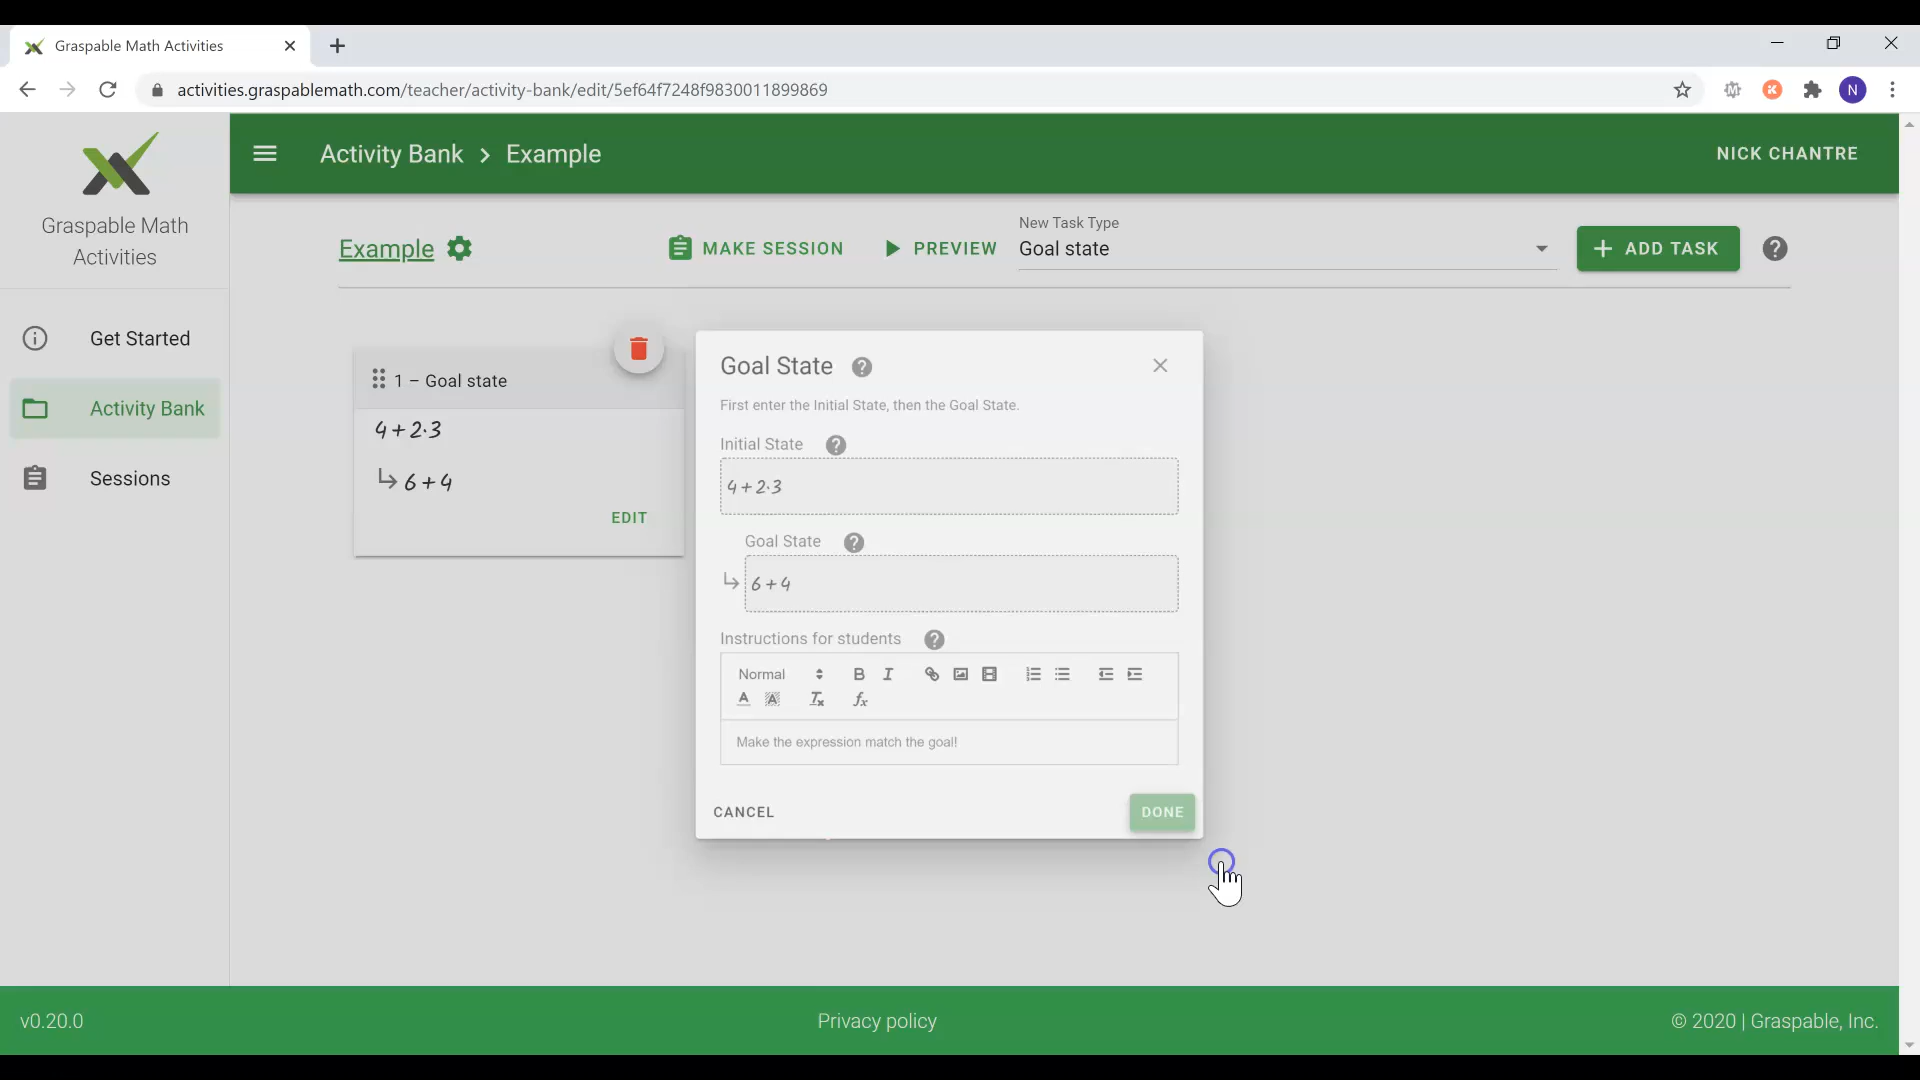 Graspable Math Activities
activities.graspablemath.com/teacher/activity-bank/edit/5ef64f7248f9830011899869
N
Graspable Math
Activities
Activity Bank > Example
NICK CHANTRE
Get Started
Activity Bank
Sessions
Example
MAKE SESSION
PREVIEW
New Task Type
Goal state
+ ADD TASK
?
1 – Goal state
4+2·3
↳ 6+4
EDIT
Goal State ?
First enter the Initial State, then the Goal State.
Initial State ?
4+2·3
Goal State ?
↳ 6+4
Instructions for students ?
Normal B I
A A Tx fx
Make the expression match the goal!
CANCEL
DONE
v0.20.0
Privacy policy
© 2020 | Graspable, Inc.